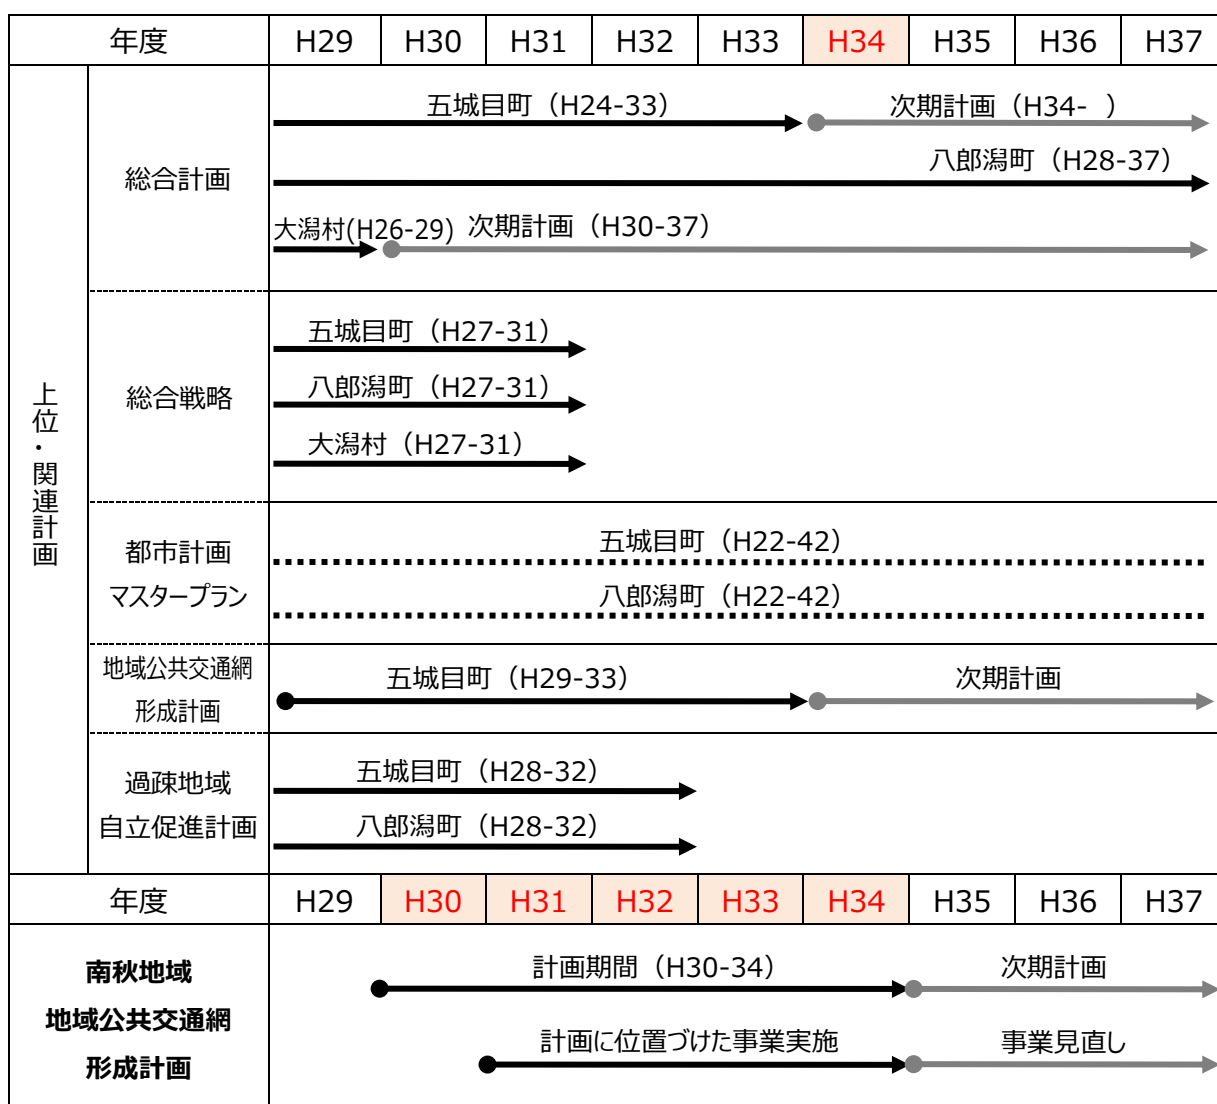 年度 H29 H30 H31 H32 H33 H34 H35 H36 H37
上位・関連計画
総合計画
五城目町（H24-33） 次期計画（H34-　）
八郎潟町（H28-37）
大潟村(H26-29) 次期計画（H30-37）
総合戦略
五城目町（H27-31）
八郎潟町（H27-31）
大潟村（H27-31）
都市計画
マスタープラン
五城目町（H22-42）
八郎潟町（H22-42）
地域公共交通網
形成計画
五城目町（H29-33） 次期計画
過疎地域
自立促進計画
五城目町（H28-32）
八郎潟町（H28-32）
年度 H29 H30 H31 H32 H33 H34 H35 H36 H37
南秋地域
地域公共交通網
形成計画
計画期間（H30-34） 次期計画
計画に位置づけた事業実施 事業見直し